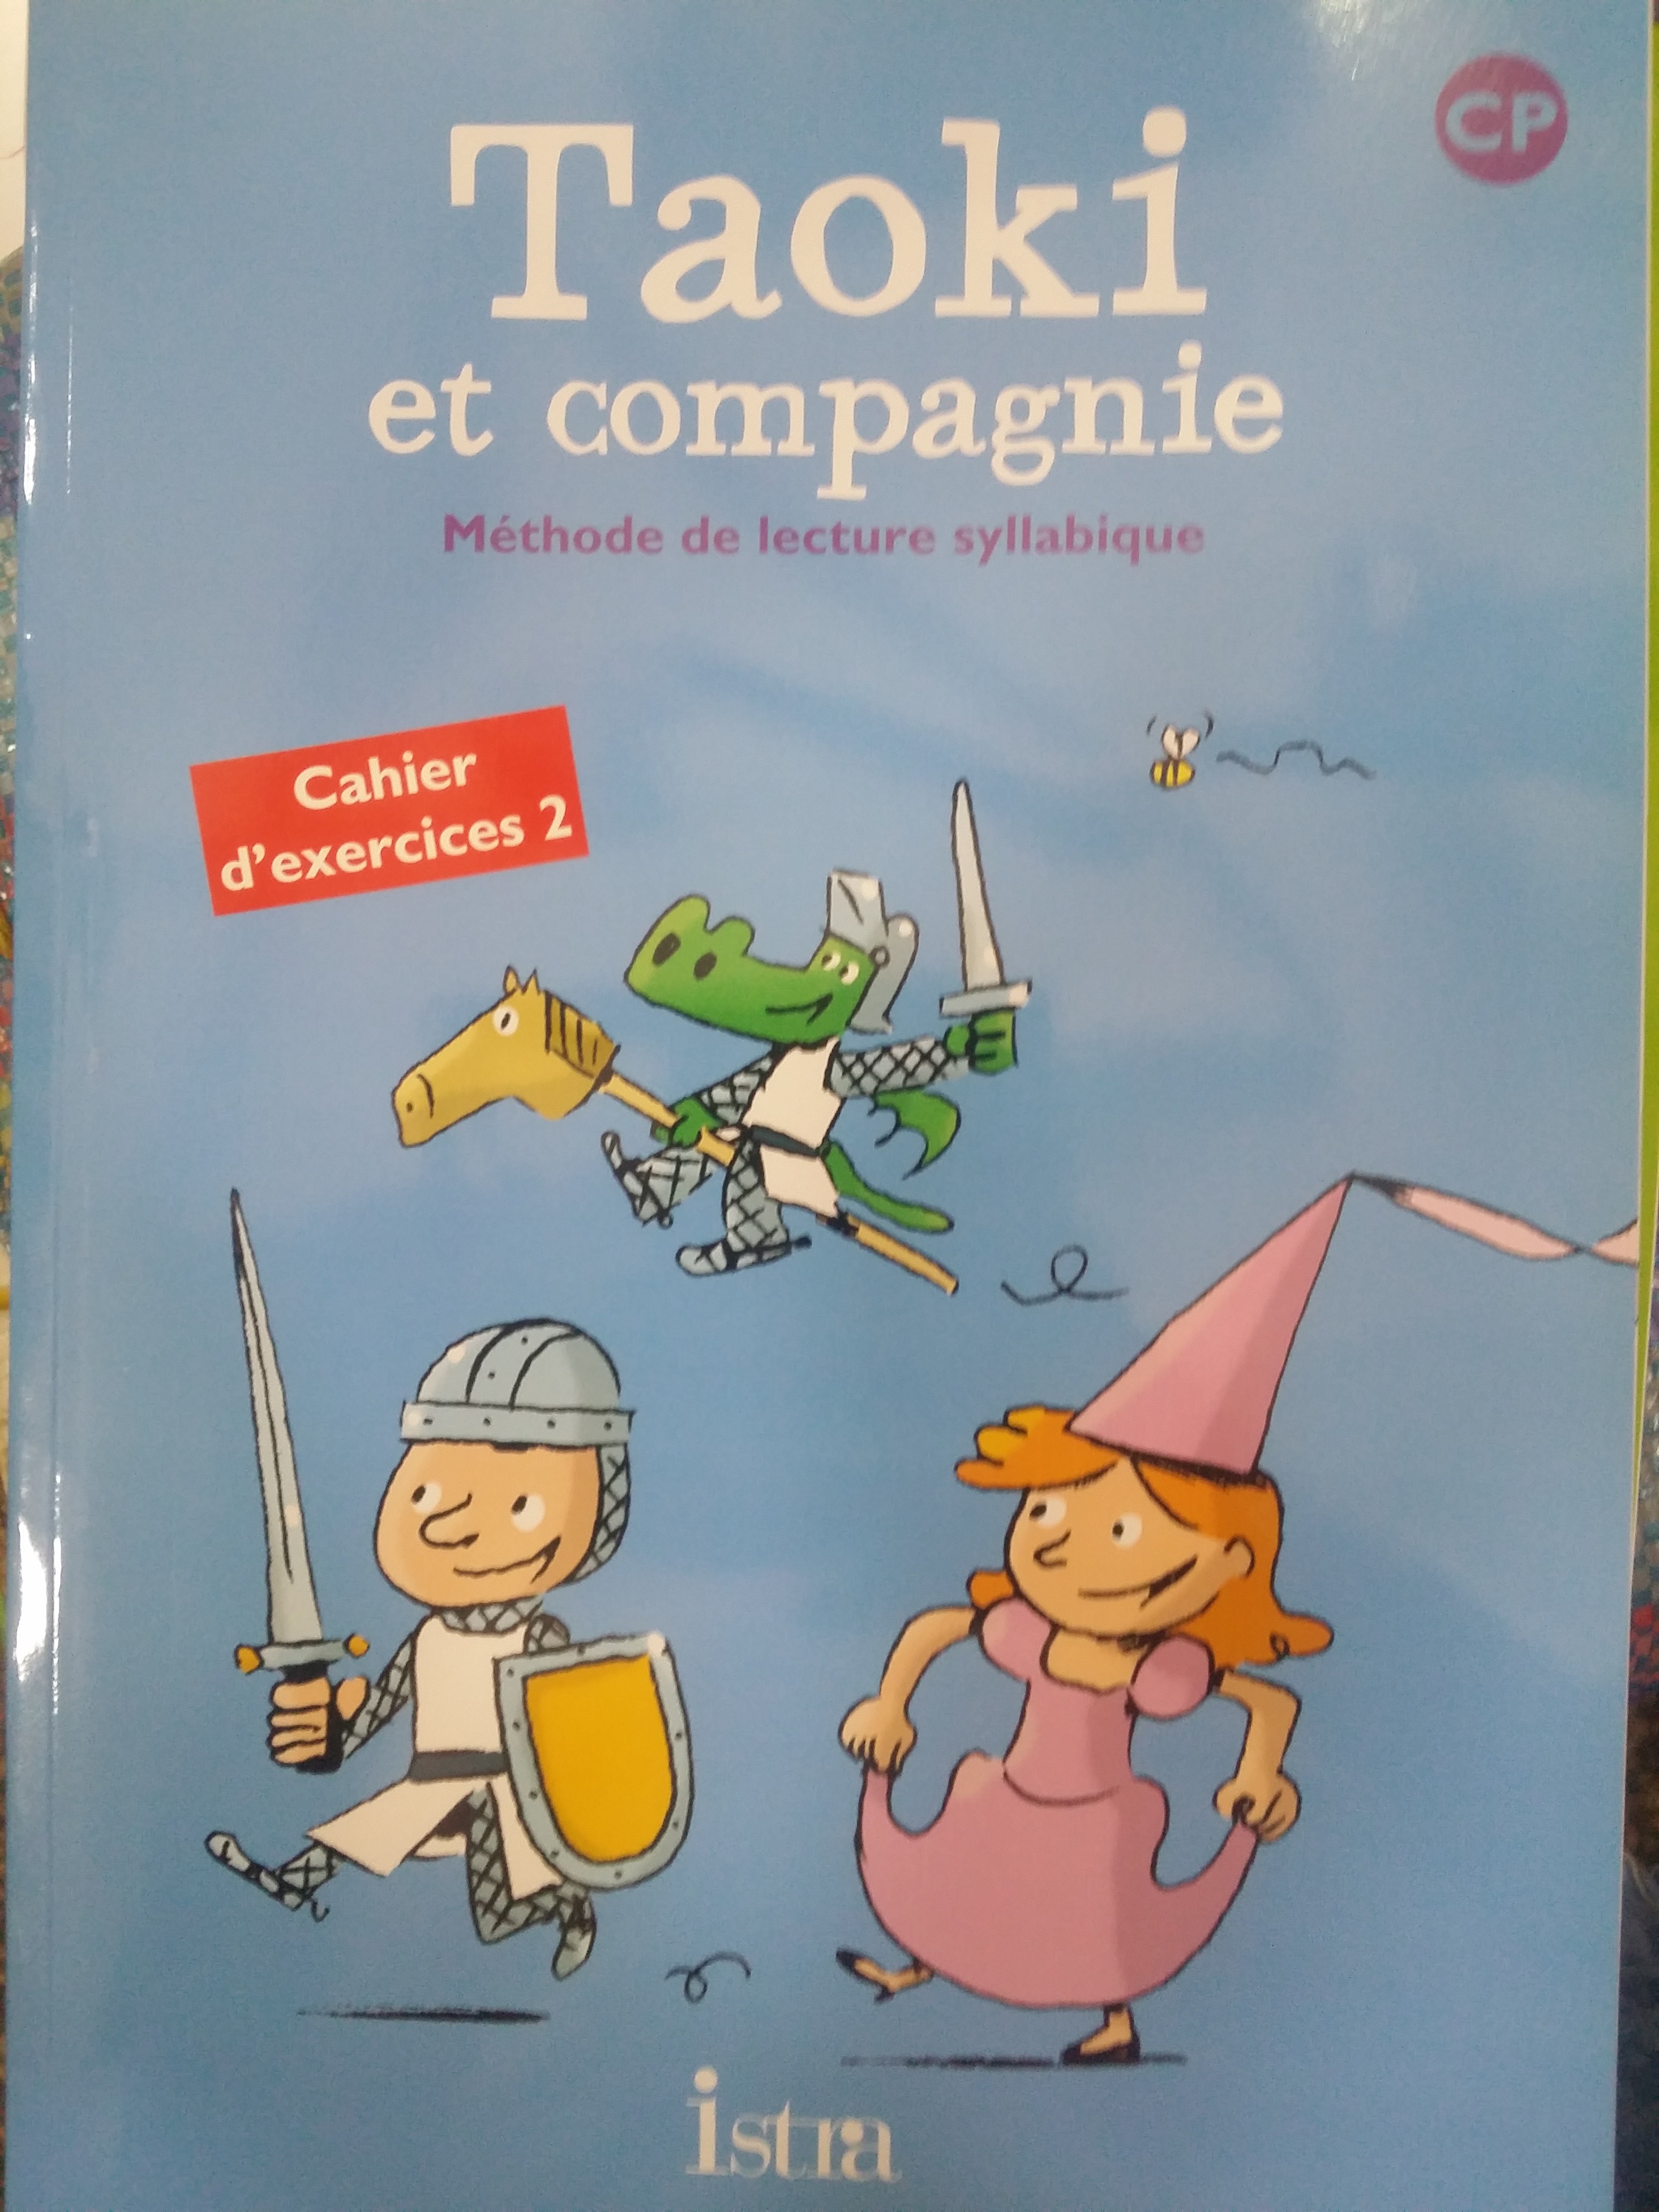 CP
Taoki
et compagnie
Méthode de lecture syllabique
Cahier
d'exercices 2
istra